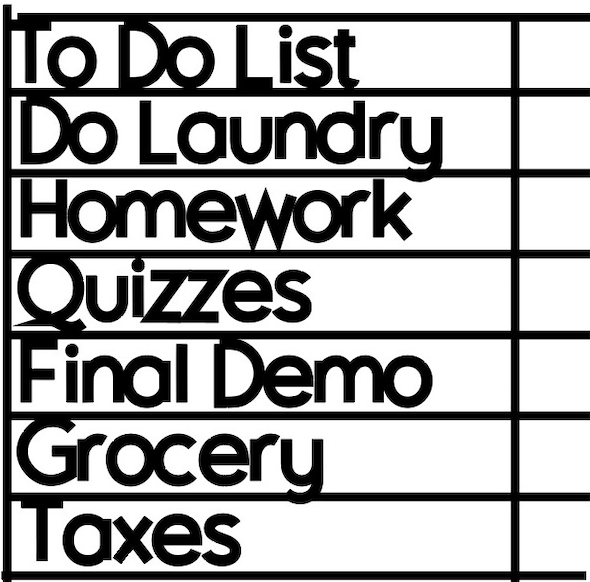 To Do List
Do Laundry
Homework
Quizzes
Final Demo
Grocery
Taxes